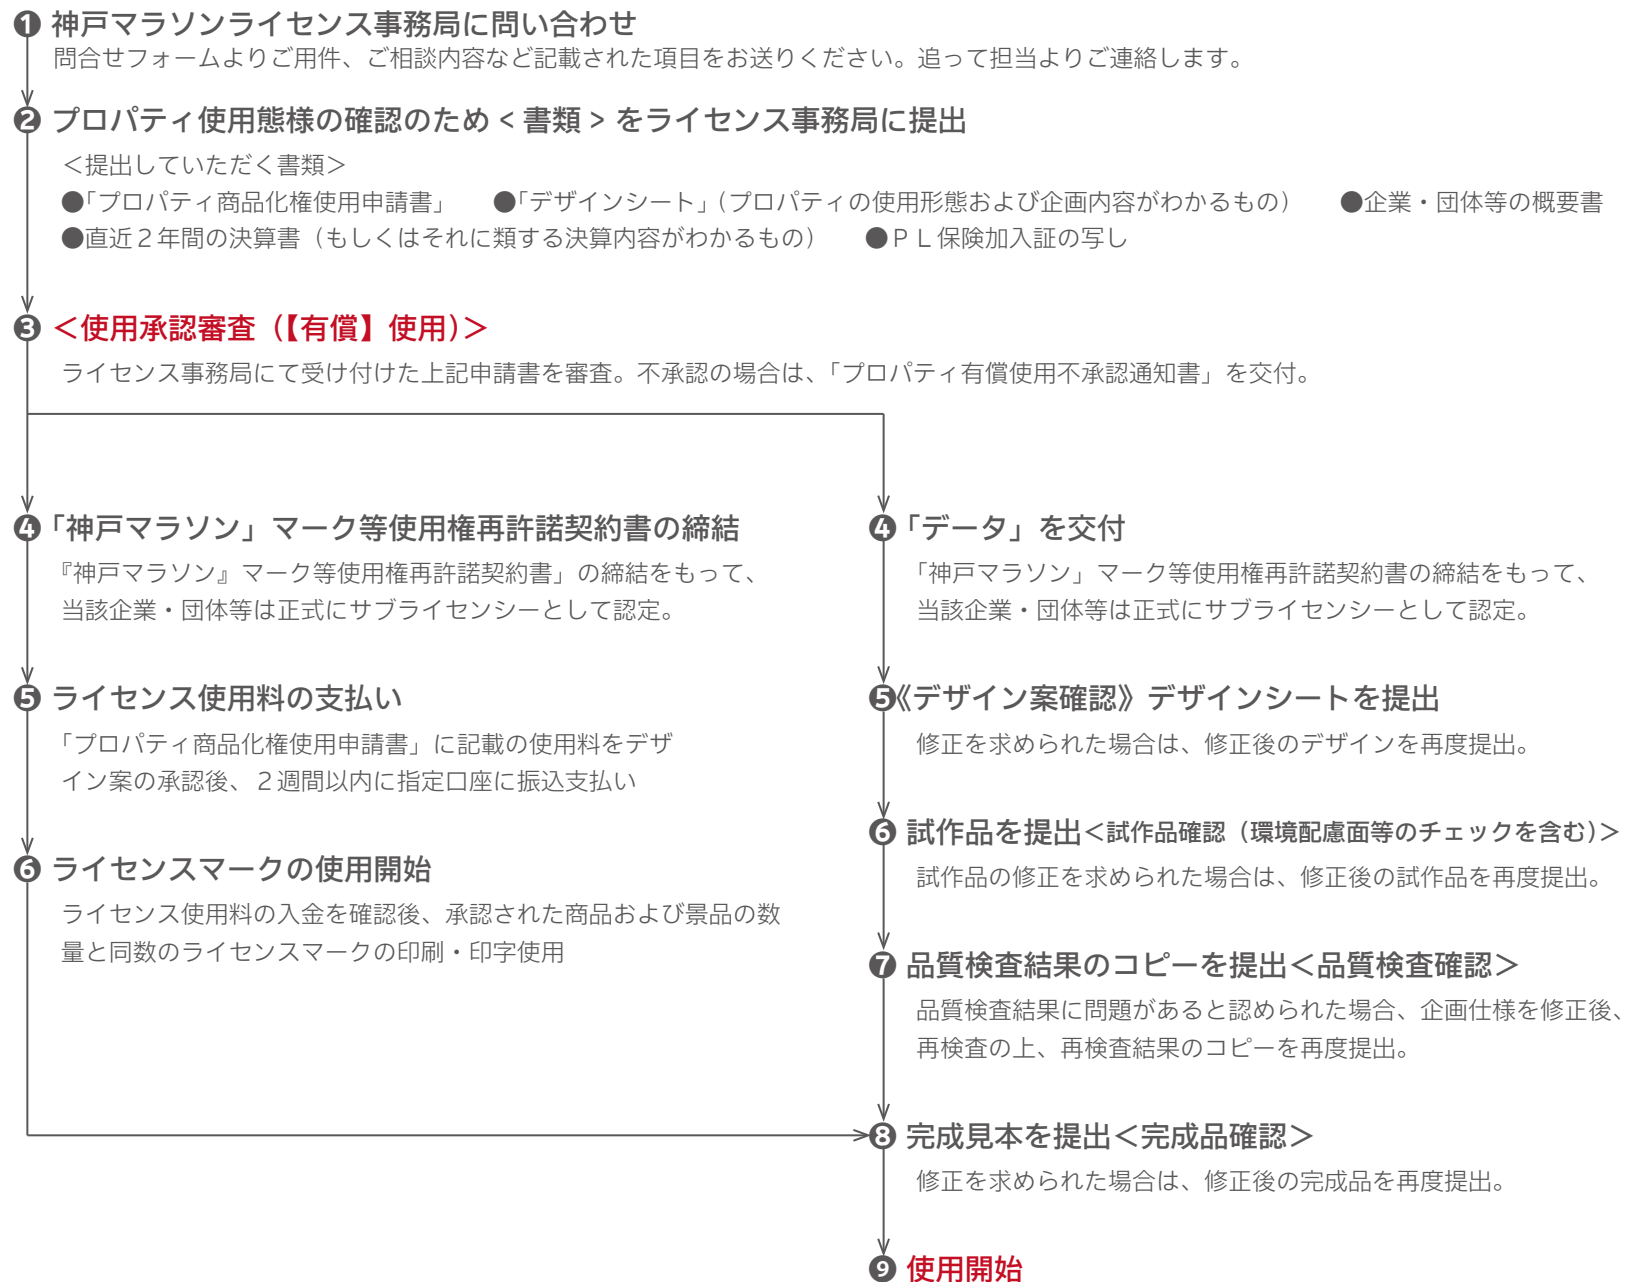 ❶ 神戸マラソンライセンス事務局に問い合わせ
問合せフォームよりご用件、ご相談内容など記載された項目をお送りください。追って担当よりご連絡します。
❷ プロパティ使用態様の確認のため < 書類 > をライセンス事務局に提出
＜提出していただく書類＞
●「プロパティ商品化権使用申請書」 ●「デザインシート」（プロパティの使用形態および企画内容がわかるもの） ●企業・団体等の概要書
●直近２年間の決算書（もしくはそれに類する決算内容がわかるもの） ●ＰＬ保険加入証の写し
❸ ＜使用承認審査（【有償】使用）＞
ライセンス事務局にて受け付けた上記申請書を審査。不承認の場合は、「プロパティ有償使用不承認通知書」を交付。
❹「神戸マラソン」マーク等使用権再許諾契約書の締結
『神戸マラソン』マーク等使用権再許諾契約書」の締結をもって、
当該企業・団体等は正式にサブライセンシーとして認定。
❺ ライセンス使用料の支払い
「プロパティ商品化権使用申請書」に記載の使用料をデザ
イン案の承認後、２週間以内に指定口座に振込支払い
❻ ライセンスマークの使用開始
ライセンス使用料の入金を確認後、承認された商品および景品の数
量と同数のライセンスマークの印刷・印字使用
❹「データ」を交付
「神戸マラソン」マーク等使用権再許諾契約書の締結をもって、
当該企業・団体等は正式にサブライセンシーとして認定。
❺《デザイン案確認》デザインシートを提出
修正を求められた場合は、修正後のデザインを再度提出。
❻ 試作品を提出＜試作品確認（環境配慮面等のチェックを含む）＞
試作品の修正を求められた場合は、修正後の試作品を再度提出。
❼ 品質検査結果のコピーを提出＜品質検査確認＞
品質検査結果に問題があると認められた場合、企画仕様を修正後、
再検査の上、再検査結果のコピーを再度提出。
❽ 完成見本を提出＜完成品確認＞
修正を求められた場合は、修正後の完成品を再度提出。
❾ 使用開始